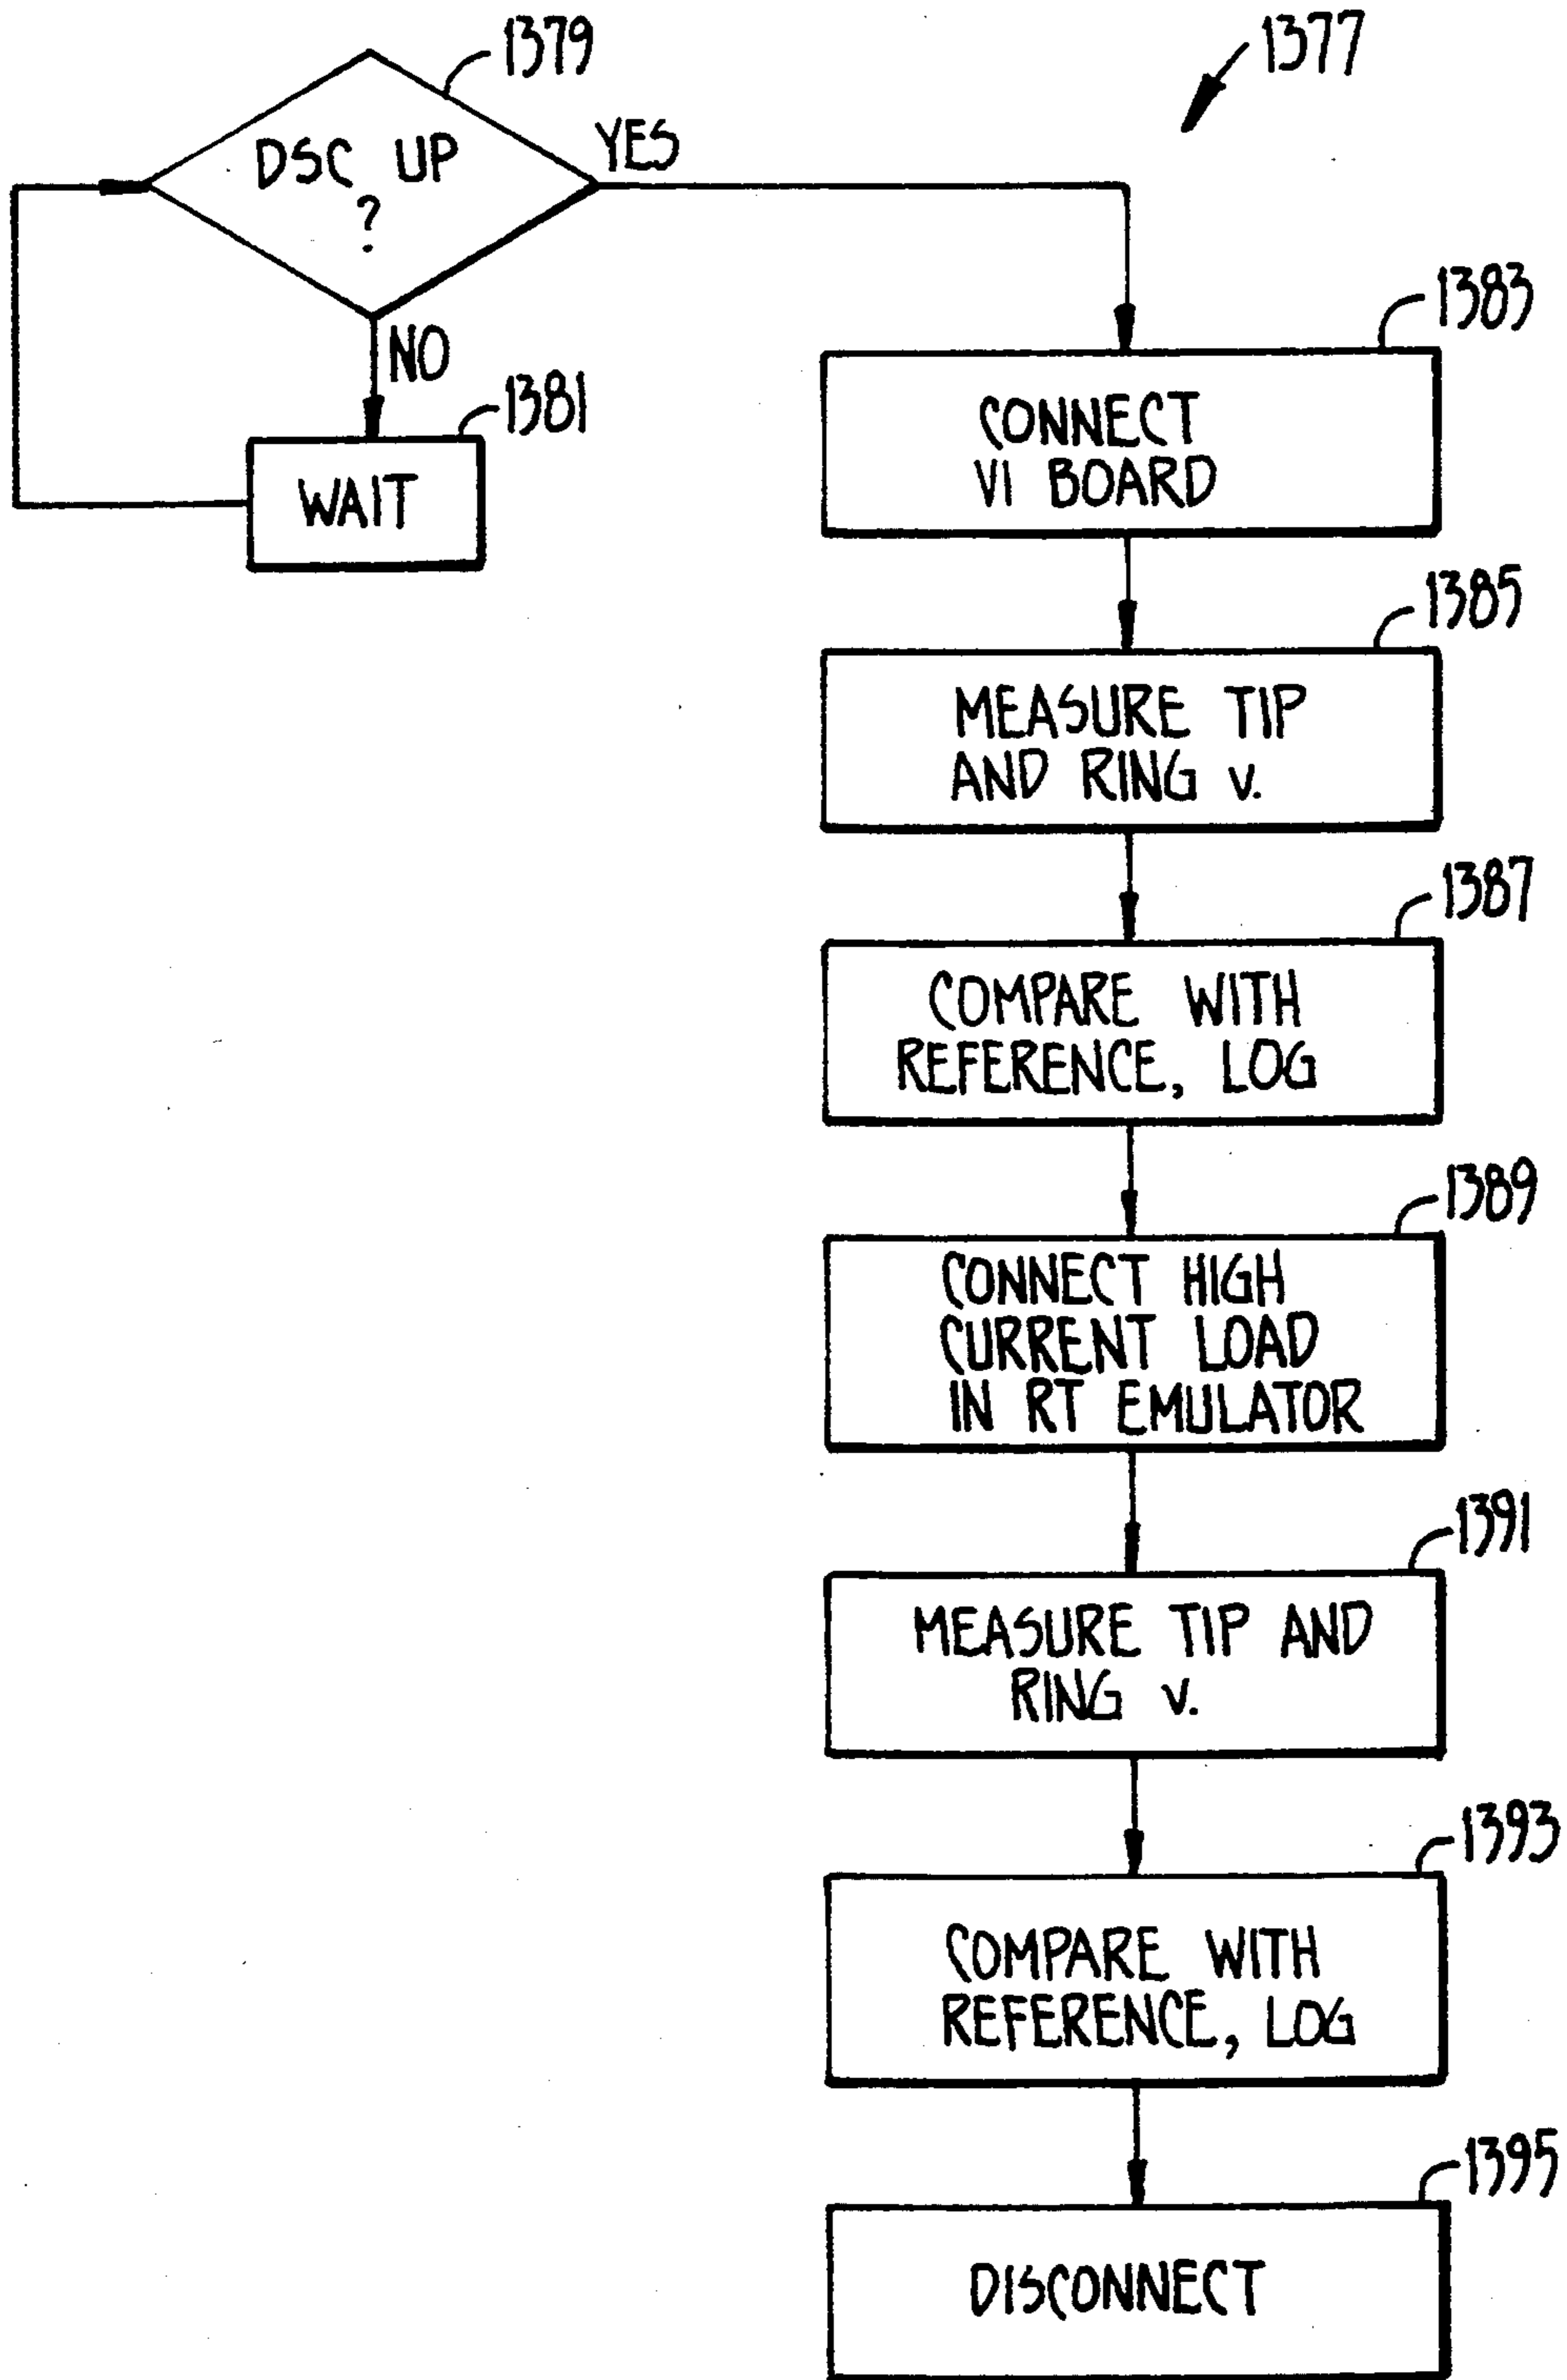 1379
1377
DSC UP
?
YES
NO
1381
WAIT
1383
CONNECT
VI BOARD
1385
MEASURE TIP
AND RING v.
1387
COMPARE WITH
REFERENCE, LOG
1389
CONNECT HIGH
CURRENT LOAD
IN RT EMULATOR
1391
MEASURE TIP AND
RING v.
1393
COMPARE WITH
REFERENCE, LOG
1395
DISCONNECT